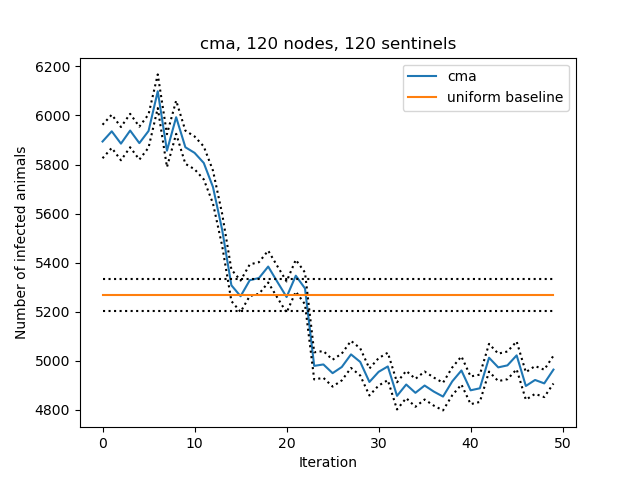 cma, 120 nodes, 120 sentinels
cma
uniform baseline
Number of infected animals
6200
6000
5800
5600
5400
5200
5000
4800
0 10 20 30 40 50
Iteration